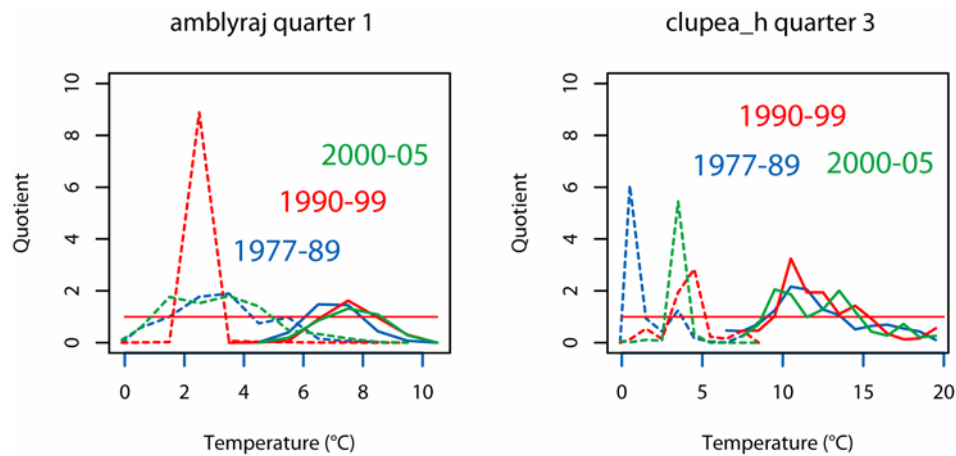 amblyraj quarter 1
10
8
6
4
2
0
Quotient
2000-05
1990-99
1977-89
0 2 4 6 8 10
Temperature (°C)
clupea_h quarter 3
10
8
6
4
2
0
Quotient
1990-99
1977-89 2000-05
0 5 10 15 20
Temperature (°C)